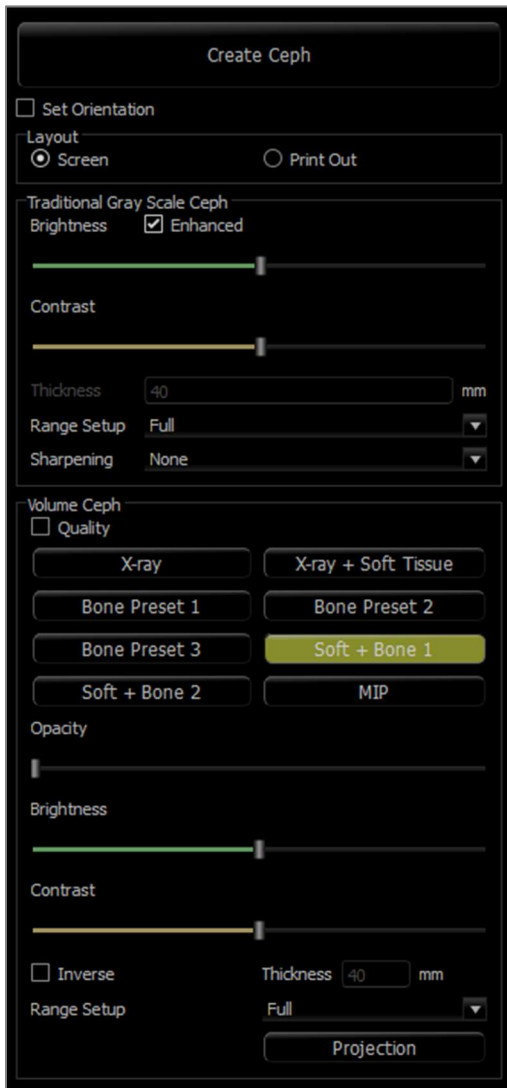 Create Ceph
Set Orientation
Layout
Screen Print Out
Traditional Gray Scale Ceph
Brightness Enhanced
Contrast
Thickness 40 mm
Range Setup Full
Sharpening None
Volume Ceph
Quality
X-ray X-ray + Soft Tissue
Bone Preset 1 Bone Preset 2
Bone Preset 3 Soft + Bone 1
Soft + Bone 2 MIP
Opacity
Brightness
Contrast
Inverse Thickness 40 mm
Range Setup Full
Projection